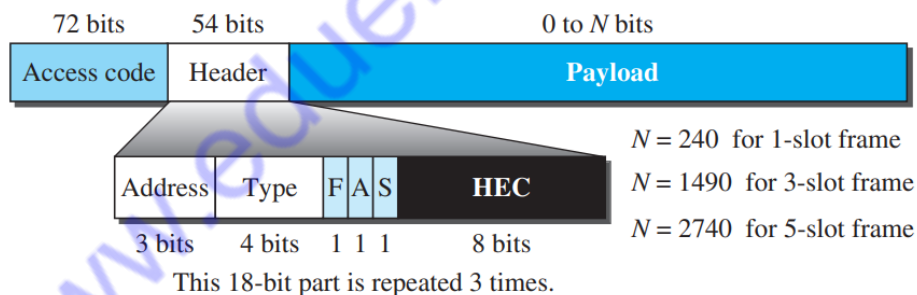 72 bits 54 bits 0 to N bits
Access code Header Payload
N = 240 for 1-slot frame
Address Type F A S HEC
N = 1490 for 3-slot frame
N = 2740 for 5-slot frame
3 bits 4 bits 1 1 1 8 bits
This 18-bit part is repeated 3 times.
www.edue